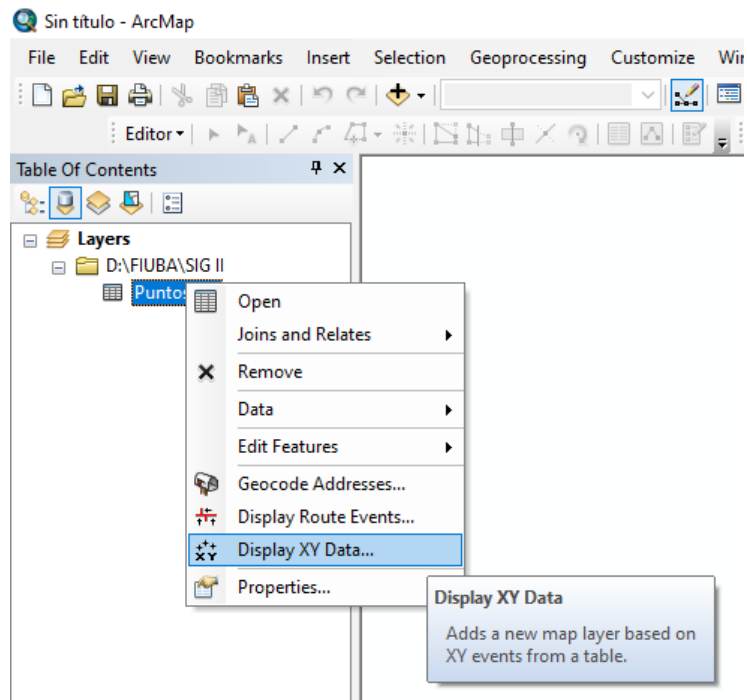 Sin título - ArcMap
File Edit View Bookmarks Insert Selection Geoprocessing Customize
Editor
Table Of Contents
Layers
D:\FIUBA\SIG II
Open
Joins and Relates
Remove
Data
Edit Features
Geocode Addresses...
Display Route Events...
XY Display XY Data...
Properties...
Display XY Data
Adds a new map layer based on
XY events from a table.